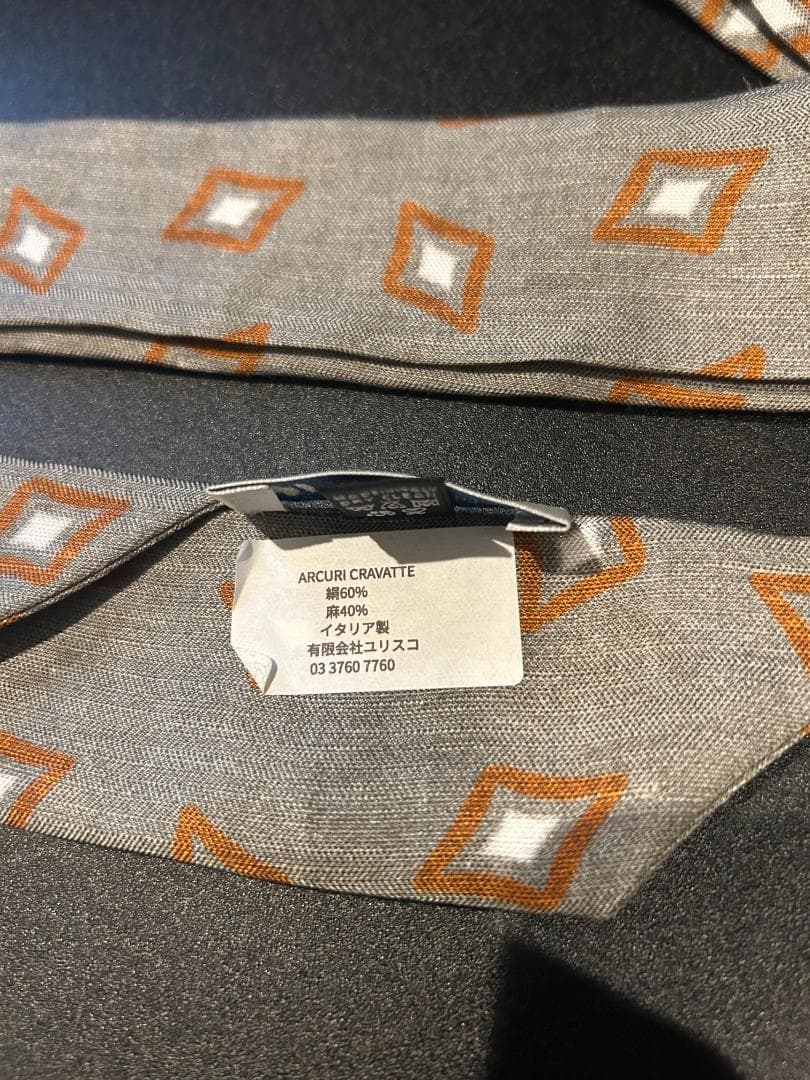 ARCURI CRAVATTE
絹60%
麻40%
イタリア製
有限会社ユリスコ
03 3760 7760